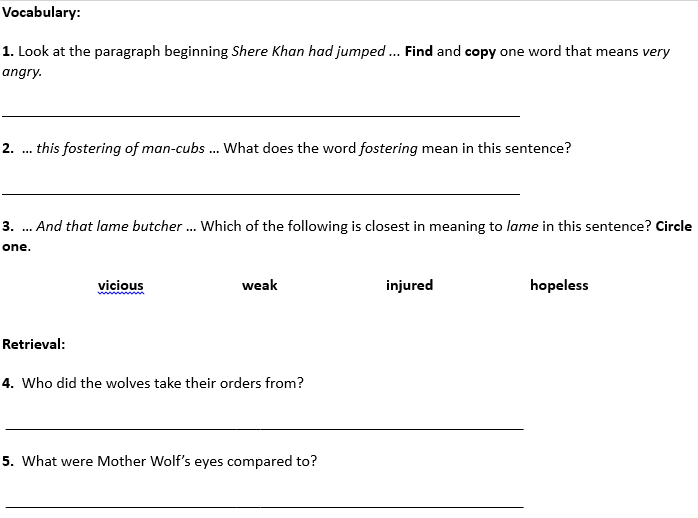 Vocabulary:
1. Look at the paragraph beginning Shere Khan had jumped ... Find and copy one word that means very
angry.
2. ... this fostering of man-cubs ... What does the word fostering mean in this sentence?
3. ... And that lame butcher ... Which of the following is closest in meaning to lame in this sentence? Circle
one.
vicious weak injured hopeless
Retrieval:
4. Who did the wolves take their orders from?
5. What were Mother Wolf’s eyes compared to?